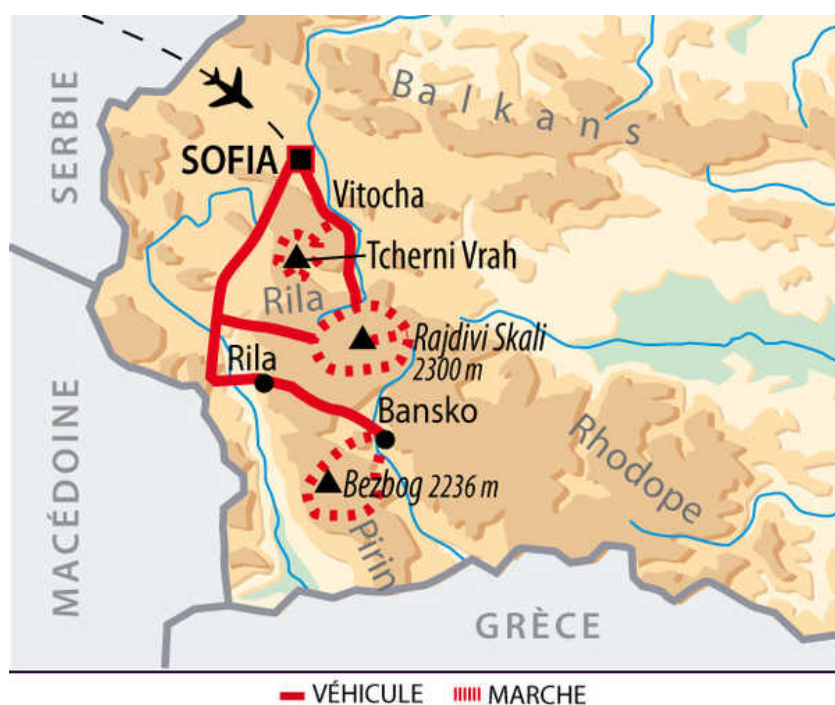 SERBIE
Balkans
SOFIA
Vitocha
Tcherni Vrah
Rila
Rajdivi Skali
2300 m
Rila
Bansko
MACÉDOINE
Rhodope
Bezbog 2236 m
Pirin
GRÈCE
VÉHICULE
MARCHE